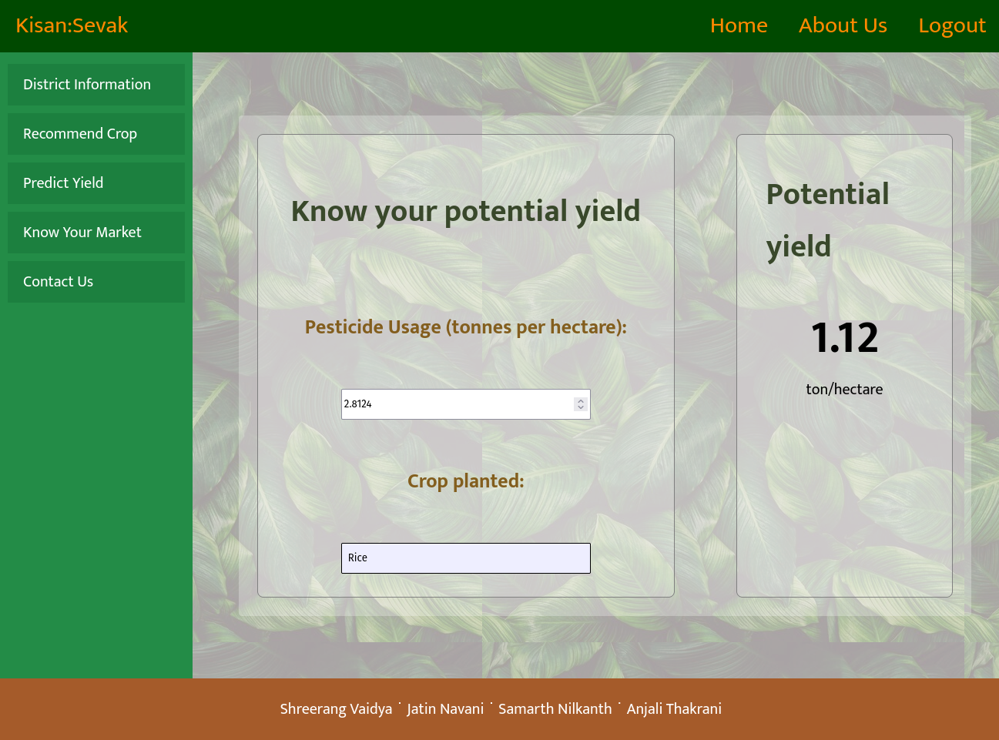 Kisan:Sevak
Home About Us Logout
District Information
Recommend Crop
Predict Yield
Know Your Market
Contact Us
Know your potential yield
Pesticide Usage (tonnes per hectare):
2.8124
Crop planted:
Rice
Potential
yield
1.12
ton/hectare
Shreerang Vaidya ˙ Jatin Navani ˙ Samarth Nilkanth ˙ Anjali Thakrani